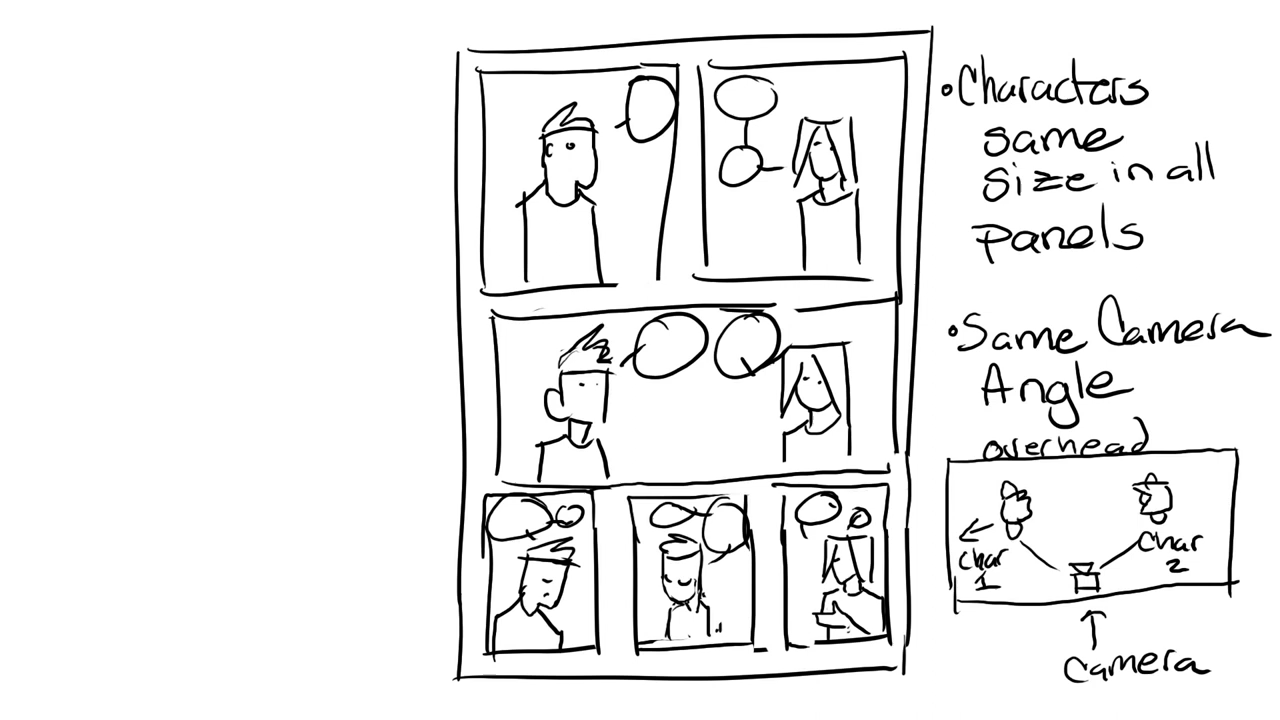 • Characters
same
size in all
panels
• Same Camera
Angle
overhead
Char
1
Char
2
Camera